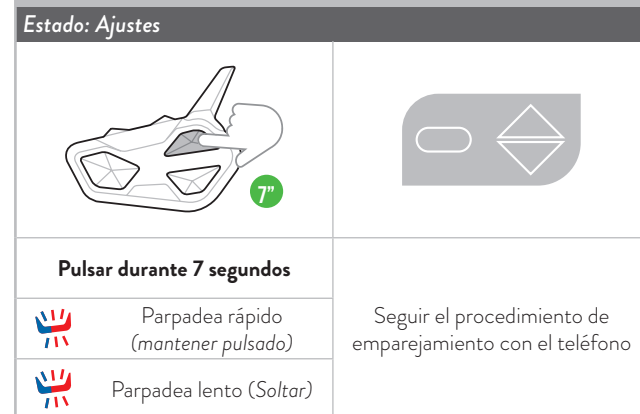 Estado: Ajustes
7”
Pulsar durante 7 segundos
Parpadea rápido
(mantener pulsado)
Parpadea lento (Soltar)
Seguir el procedimiento de
emparejamiento con el teléfono